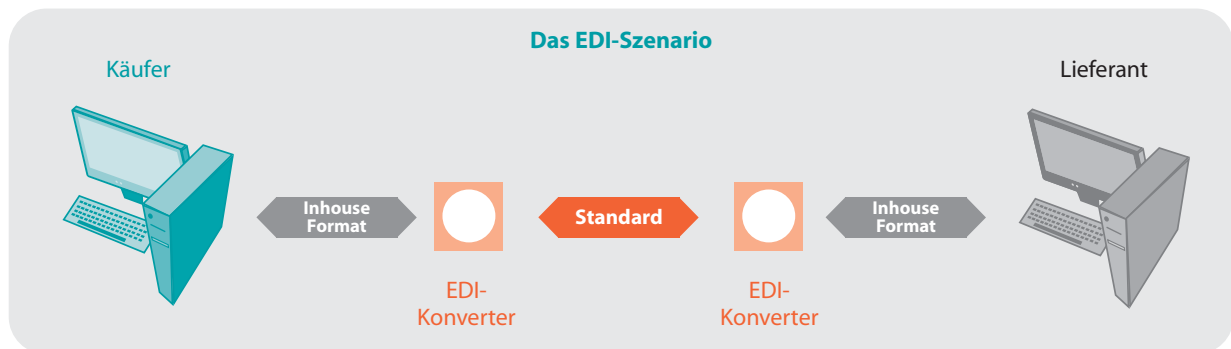 Das EDI-Szenario
Käufer
Lieferant
Inhouse
Format
Standard
Inhouse
Format
EDI-
Konverter
EDI-
Konverter